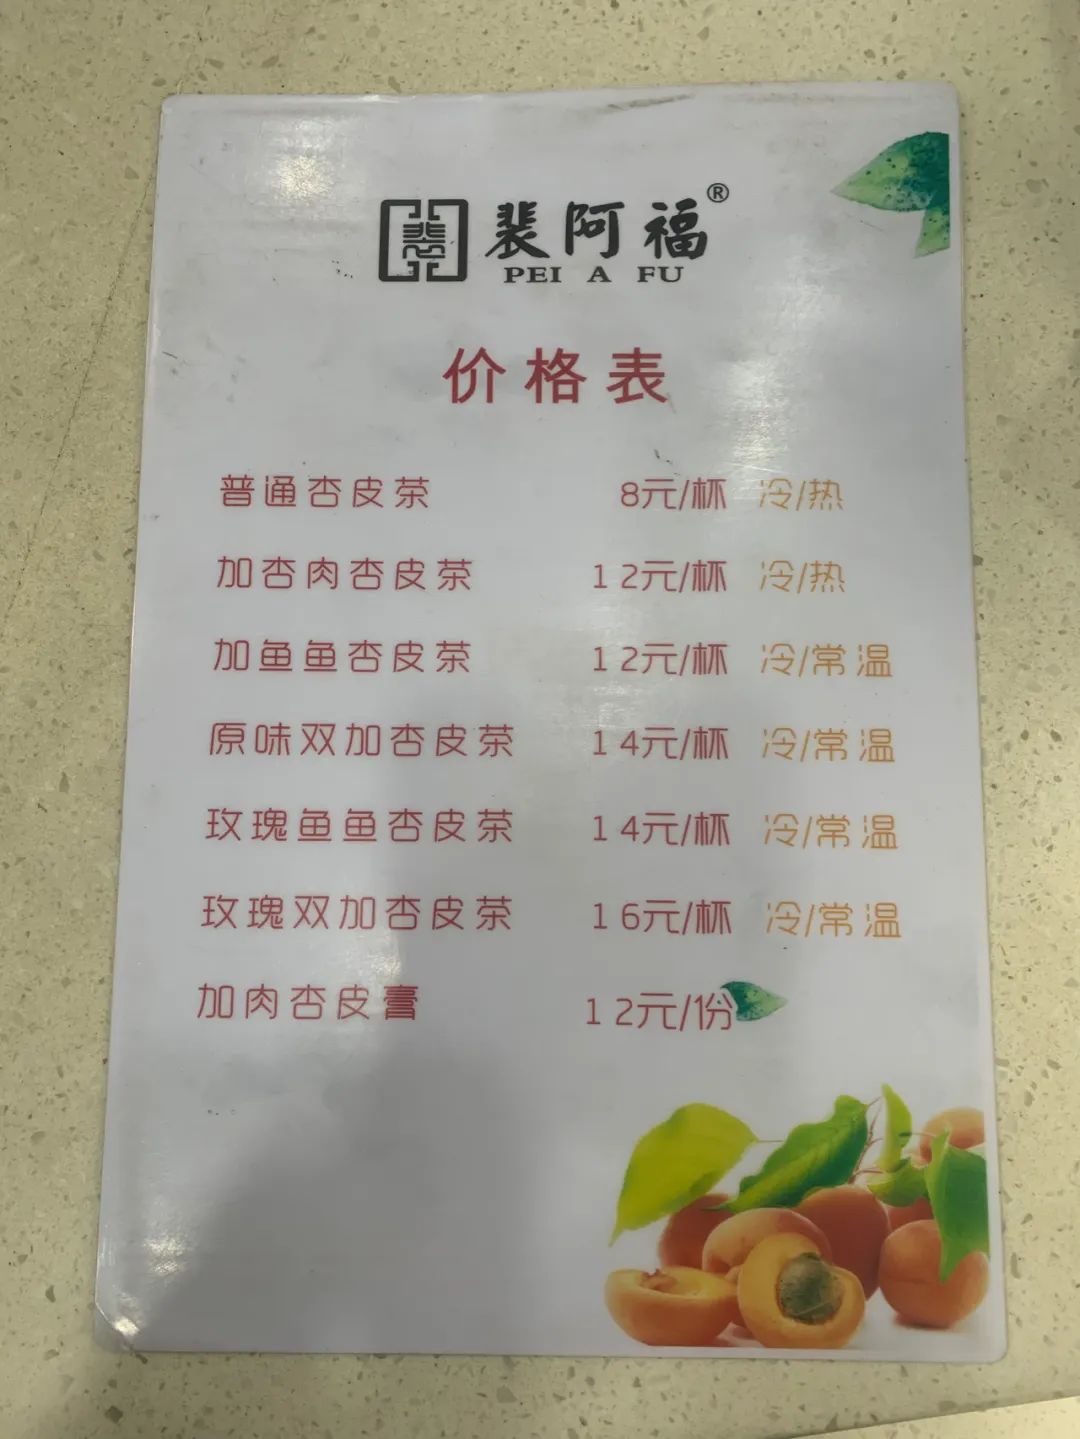 裴阿福®
PEI A FU
价格表
普通杏皮茶 8元/杯 冷/热
加杏肉杏皮茶 12元/杯 冷/热
加鱼鱼杏皮茶 12元/杯 冷/常温
原味双加杏皮茶 14元/杯 冷/常温
玫瑰鱼鱼杏皮茶 14元/杯 冷/常温
玫瑰双加杏皮茶 16元/杯 冷/常温
加肉杏皮膏 12元/份